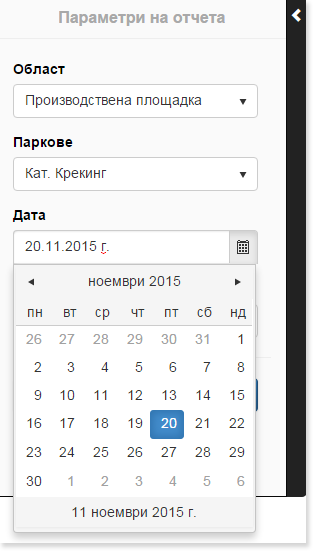 Параметри на отчета
Област
Производствена площадка
Паркове
Кат. Крекинг
Дата
20.11.2015 г.
ноември 2015
пн вт ср чт пт сб нд
26 27 28 29 30 31 1
2 3 4 5 6 7 8
9 10 11 12 13 14 15
16 17 18 19 20 21 22
23 24 25 26 27 28 29
30 1 2 3 4 5 6
11 ноември 2015 г.